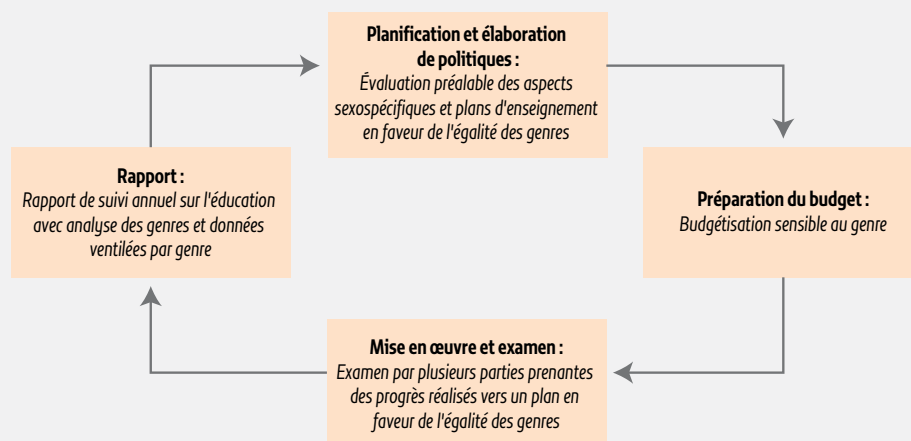 Planification et élaboration
de politiques :
Évaluation préalable des aspects
sexospécifiques et plans d'enseignement
en faveur de l'égalité des genres
Rapport :
Rapport de suivi annuel sur l'éducation
avec analyse des genres et données
ventilées par genre
Préparation du budget :
Budgétisation sensible au genre
Mise en œuvre et examen :
Examen par plusieurs parties prenantes
des progrès réalisés vers un plan en
faveur de l'égalité des genres